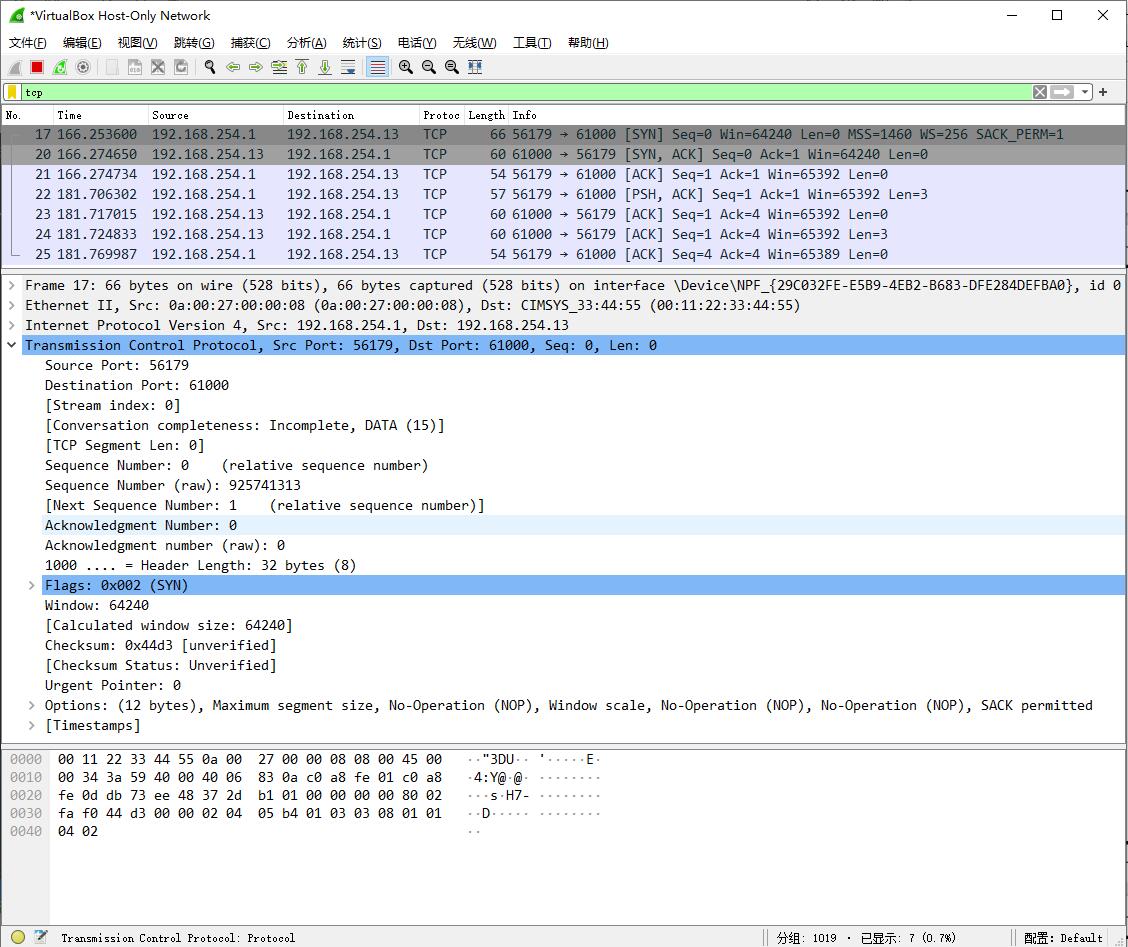 *VirtualBox Host-Only Network
文件(F) 编辑(E) 视图(V) 跳转(G) 捕获(C) 分析(A) 统计(S) 电话(Y) 无线(W) 工具(T) 帮助(H)
tcp
No. Time Source Destination Protoc Length Info
17 166.253600 192.168.254.1 192.168.254.13 TCP 66 56179 → 61000 [SYN] Seq=0 Win=64240 Len=0 MSS=1460 WS=256 SACK_PERM=1
20 166.274650 192.168.254.13 192.168.254.1 TCP 60 61000 → 56179 [SYN, ACK] Seq=0 Ack=1 Win=64240 Len=0
21 166.274734 192.168.254.1 192.168.254.13 TCP 54 56179 → 61000 [ACK] Seq=1 Ack=1 Win=65392 Len=0
22 181.706302 192.168.254.1 192.168.254.13 TCP 57 56179 → 61000 [PSH, ACK] Seq=1 Ack=1 Win=65392 Len=3
23 181.717015 192.168.254.13 192.168.254.1 TCP 60 61000 → 56179 [ACK] Seq=1 Ack=4 Win=65392 Len=0
24 181.724833 192.168.254.13 192.168.254.1 TCP 60 61000 → 56179 [ACK] Seq=1 Ack=4 Win=65392 Len=3
25 181.769987 192.168.254.1 192.168.254.13 TCP 54 56179 → 61000 [ACK] Seq=4 Ack=4 Win=65389 Len=0
Frame 17: 66 bytes on wire (528 bits), 66 bytes captured (528 bits) on interface \Device\NPF_{29C032FE-E5B9-4EB2-B683-DFE284DEFBA0}, id 0
Ethernet II, Src: 0a:00:27:00:00:08 (0a:00:27:00:00:08), Dst: CIMSYS_33:44:55 (00:11:22:33:44:55)
Internet Protocol Version 4, Src: 192.168.254.1, Dst: 192.168.254.13
Transmission Control Protocol, Src Port: 56179, Dst Port: 61000, Seq: 0, Len: 0
Source Port: 56179
Destination Port: 61000
[Stream index: 0]
[Conversation completeness: Incomplete, DATA (15)]
[TCP Segment Len: 0]
Sequence Number: 0    (relative sequence number)
Sequence Number (raw): 925741313
[Next Sequence Number: 1    (relative sequence number)]
Acknowledgment Number: 0
Acknowledgment number (raw): 0
1000 .... = Header Length: 32 bytes (8)
Flags: 0x002 (SYN)
Window: 64240
[Calculated window size: 64240]
Checksum: 0x44d3 [unverified]
[Checksum Status: Unverified]
Urgent Pointer: 0
Options: (12 bytes), Maximum segment size, No-Operation (NOP), Window scale, No-Operation (NOP), No-Operation (NOP), SACK permitted
[Timestamps]
0000 00 11 22 33 44 55 0a 00 27 00 00 08 08 00 45 00 ··"3DU·· '·····E·
0010 00 34 3a 59 40 00 40 06 83 0a c0 a8 fe 01 c0 a8 ·4:Y@·@· ········
0020 fe 0d db 73 ee 48 37 2d b1 01 00 00 00 00 80 02 ···s·H7- ········
0030 fa f0 44 d3 00 00 02 04 05 b4 01 03 03 08 01 01 ··D····· ········
0040 04 02 ··
Transmission Control Protocol: Protocol 分组: 1019 · 已显示: 7 (0.7%) 配置: Default